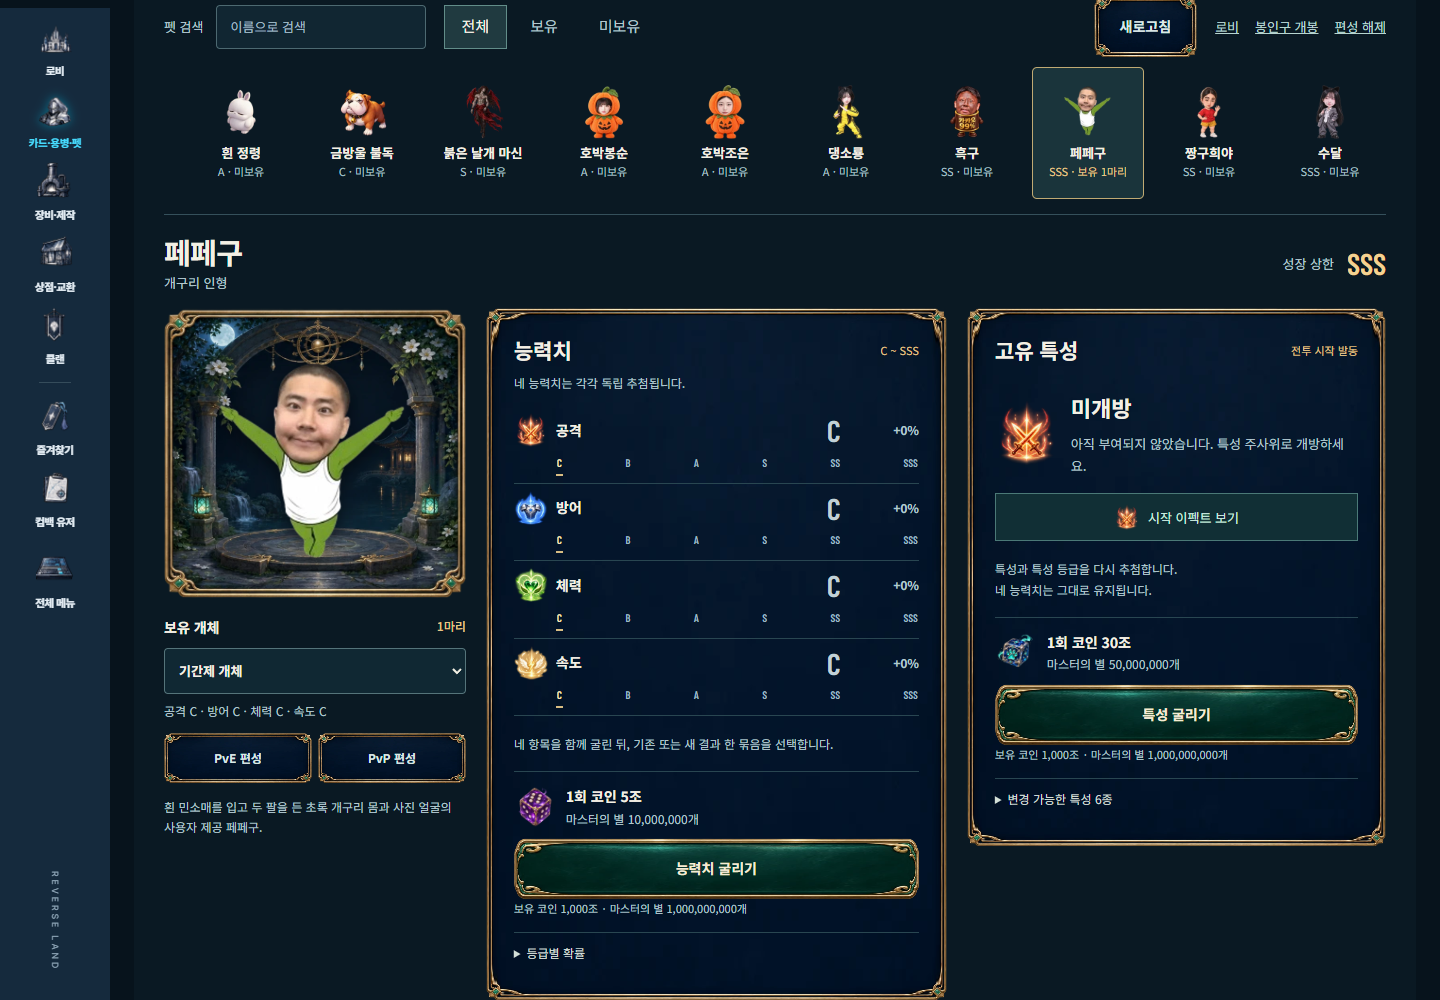 로비
카드·용병·펫
장비·제작
상점·교환
클랜
즐겨찾기
컴백 유저
전체 메뉴
REVERSE LAND
펫 검색
이름으로 검색
전체
보유
미보유
새로고침
로비
봉인구 개봉
편성 해제
흰 정령
A · 미보유
금방울 불독
C · 미보유
붉은 날개 마신
S · 미보유
호박봉순
A · 미보유
호박조은
A · 미보유
댕소룡
A · 미보유
흑구
SS · 미보유
페페구
SSS · 보유 1마리
짱구희야
SS · 미보유
수달
SSS · 미보유
페페구
개구리 인형
성장 상한 SSS
보유 개체
1마리
기간제 개체
공격 C · 방어 C · 체력 C · 속도 C
PvE 편성
PvP 편성
흰 민소매를 입고 두 팔을 든 초록 개구리 몸과 사진 얼굴의
사용자 제공 페페구.
능력치
C ~ SSS
네 능력치는 각각 독립 추첨됩니다.
공격 C +0%
C B A S SS SSS
방어 C +0%
C B A S SS SSS
체력 C +0%
C B A S SS SSS
속도 C +0%
C B A S SS SSS
네 항목을 함께 굴린 뒤, 기존 또는 새 결과 한 묶음을 선택합니다.
1회 코인 5조
마스터의 별 10,000,000개
능력치 굴리기
보유 코인 1,000조 · 마스터의 별 1,000,000,000개
▶ 등급별 확률
고유 특성
전투 시작 발동
미개방
아직 부여되지 않았습니다. 특성 주사위로 개방하세
요.
시작 이펙트 보기
특성과 특성 등급을 다시 추첨합니다.
네 능력치는 그대로 유지됩니다.
1회 코인 30조
마스터의 별 50,000,000개
특성 굴리기
보유 코인 1,000조 · 마스터의 별 1,000,000,000개
▶ 변경 가능한 특성 6종